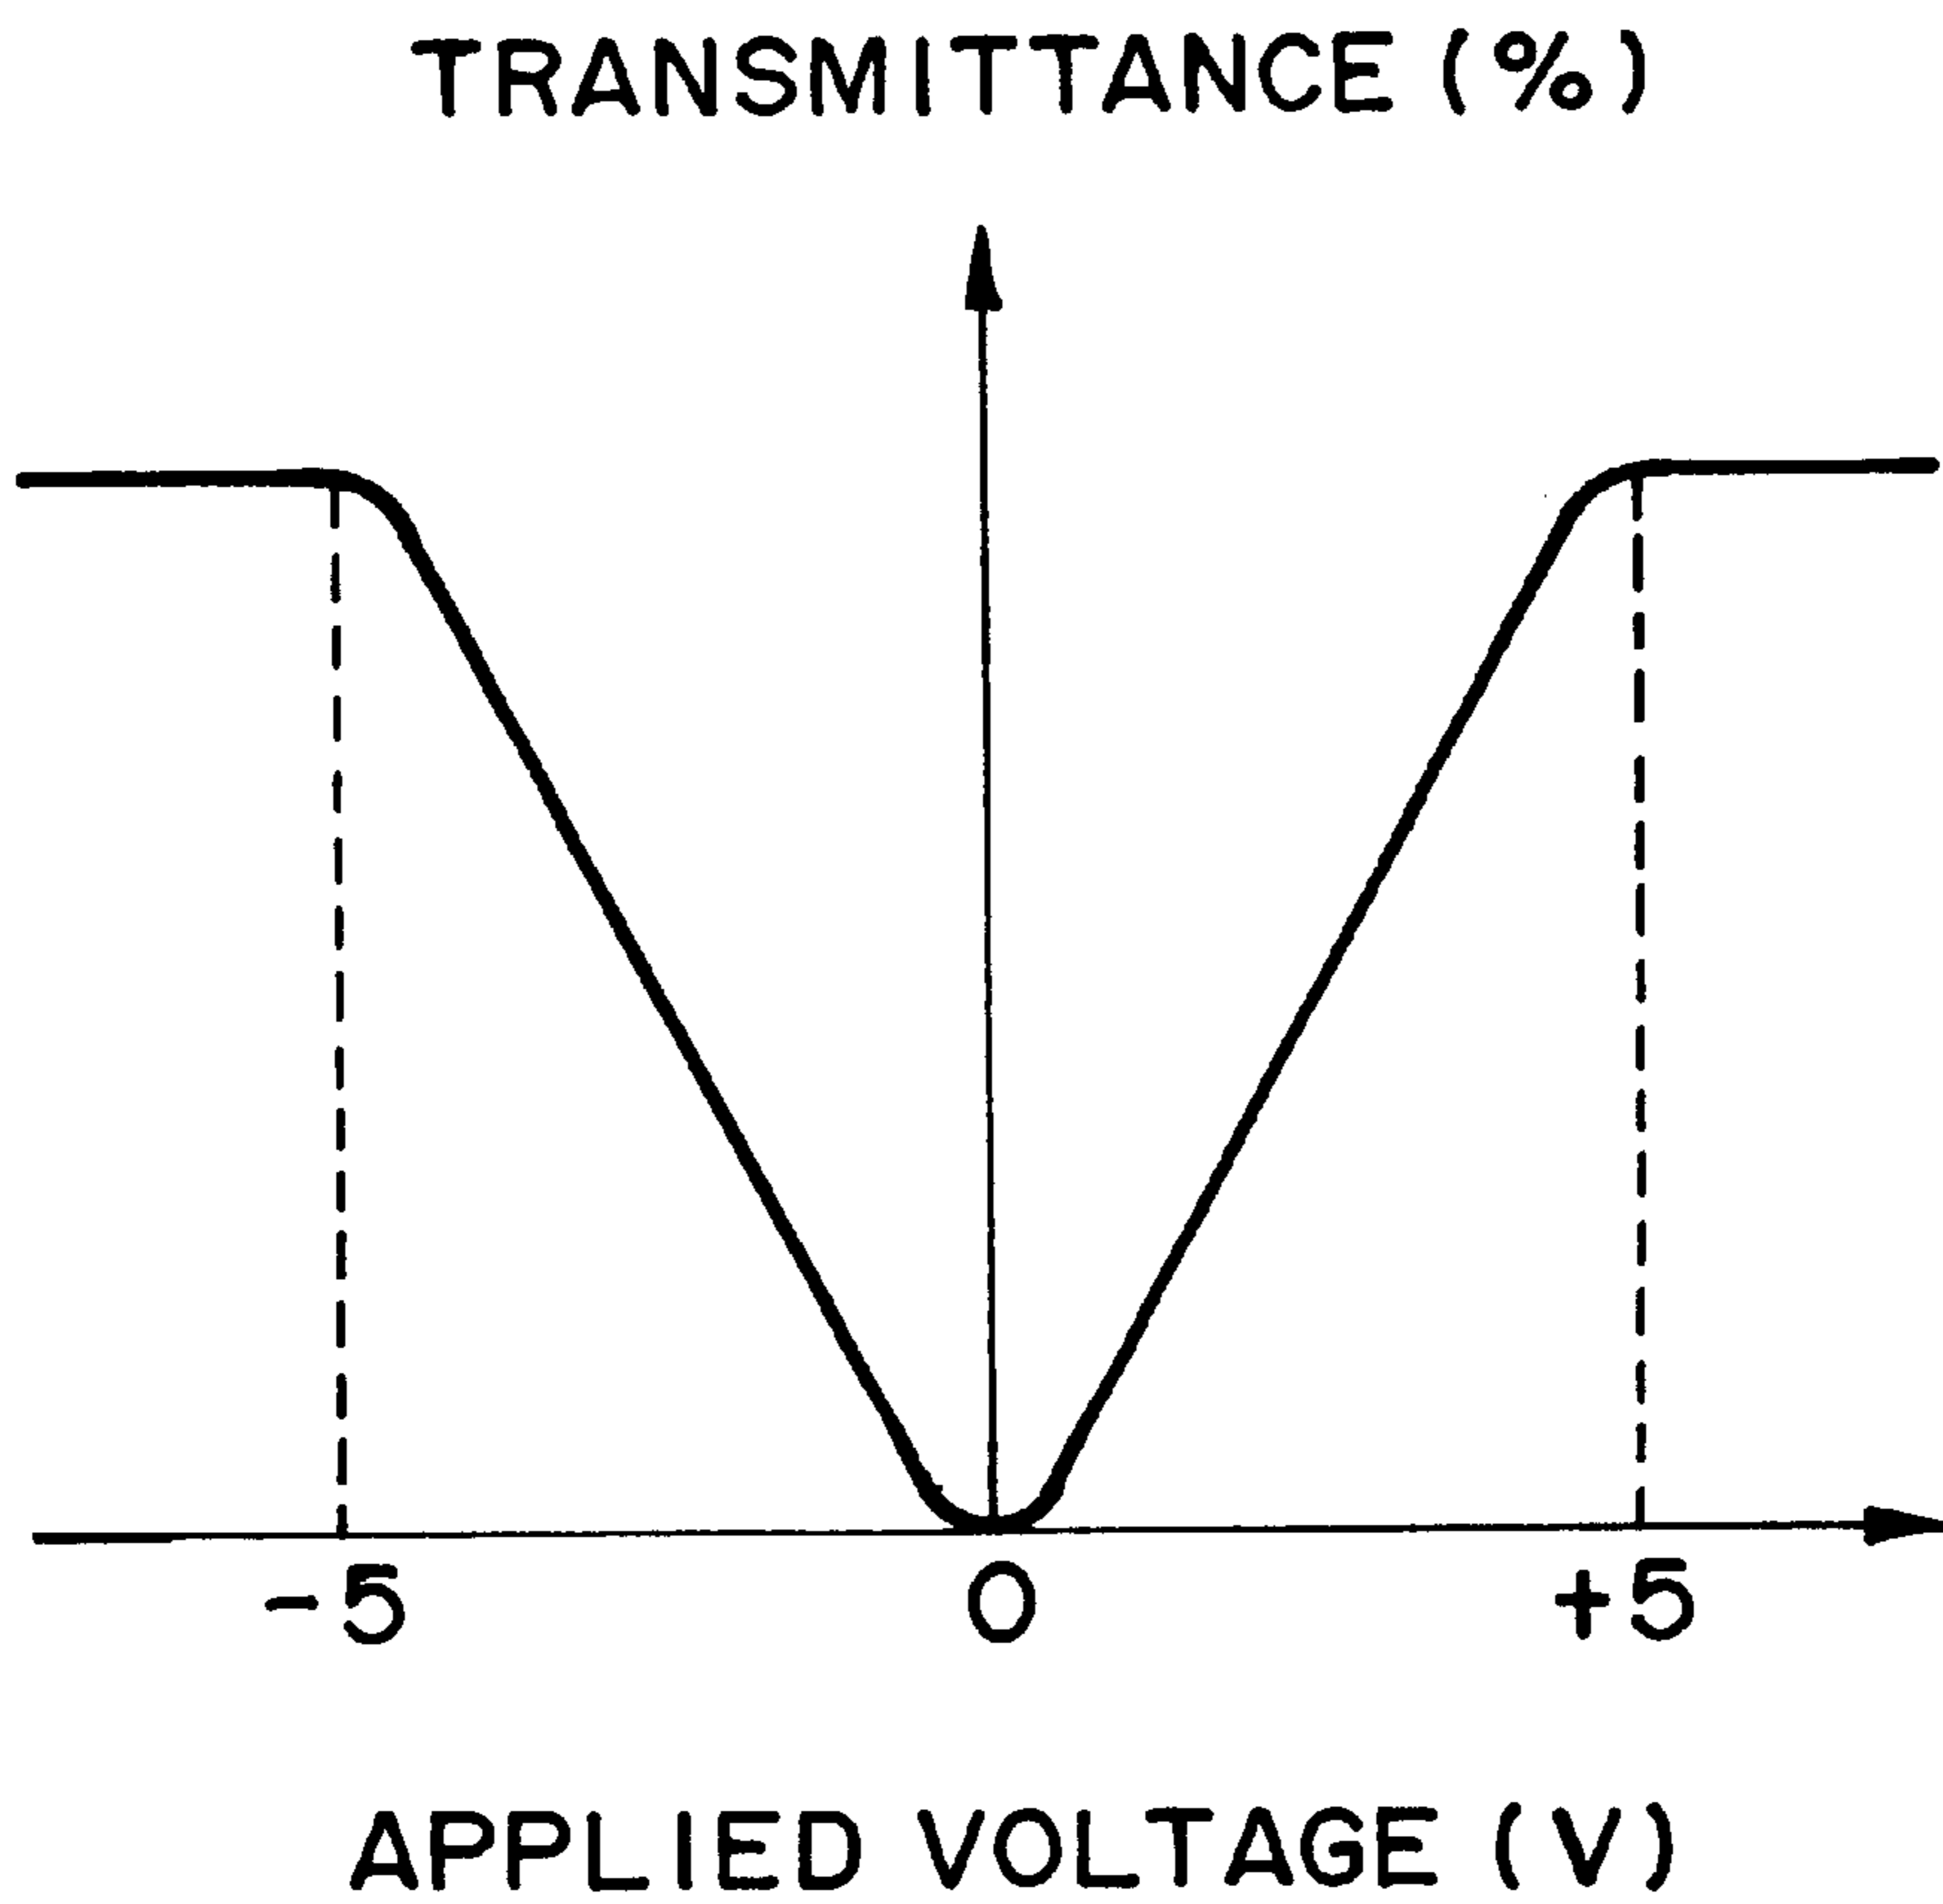 TRANSMITTANCE (%)
-5 0 +5
APPLIED VOLTAGE (V)